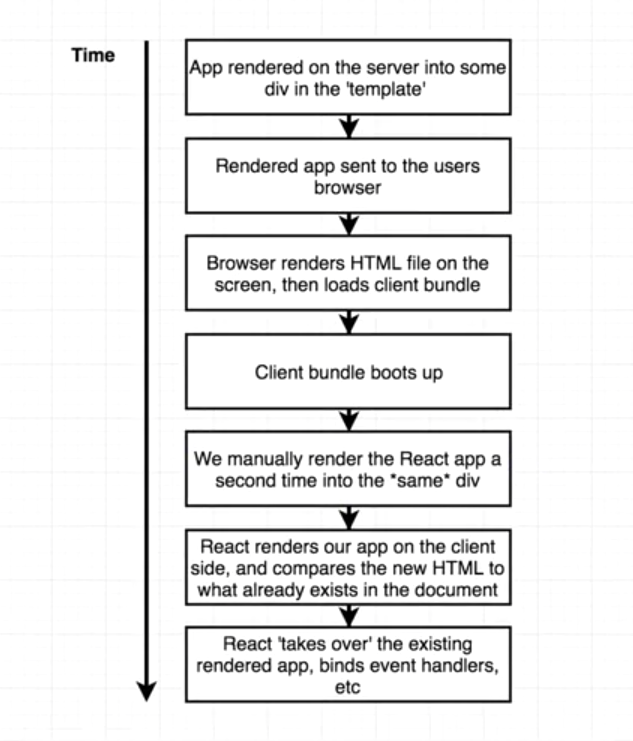 Time
App rendered on the server into some
div in the 'template'
Rendered app sent to the users
browser
Browser renders HTML file on the
screen, then loads client bundle
Client bundle boots up
We manually render the React app a
second time into the *same* div
React renders our app on the client
side, and compares the new HTML to
what already exists in the document
React 'takes over' the existing
rendered app, binds event handlers,
etc